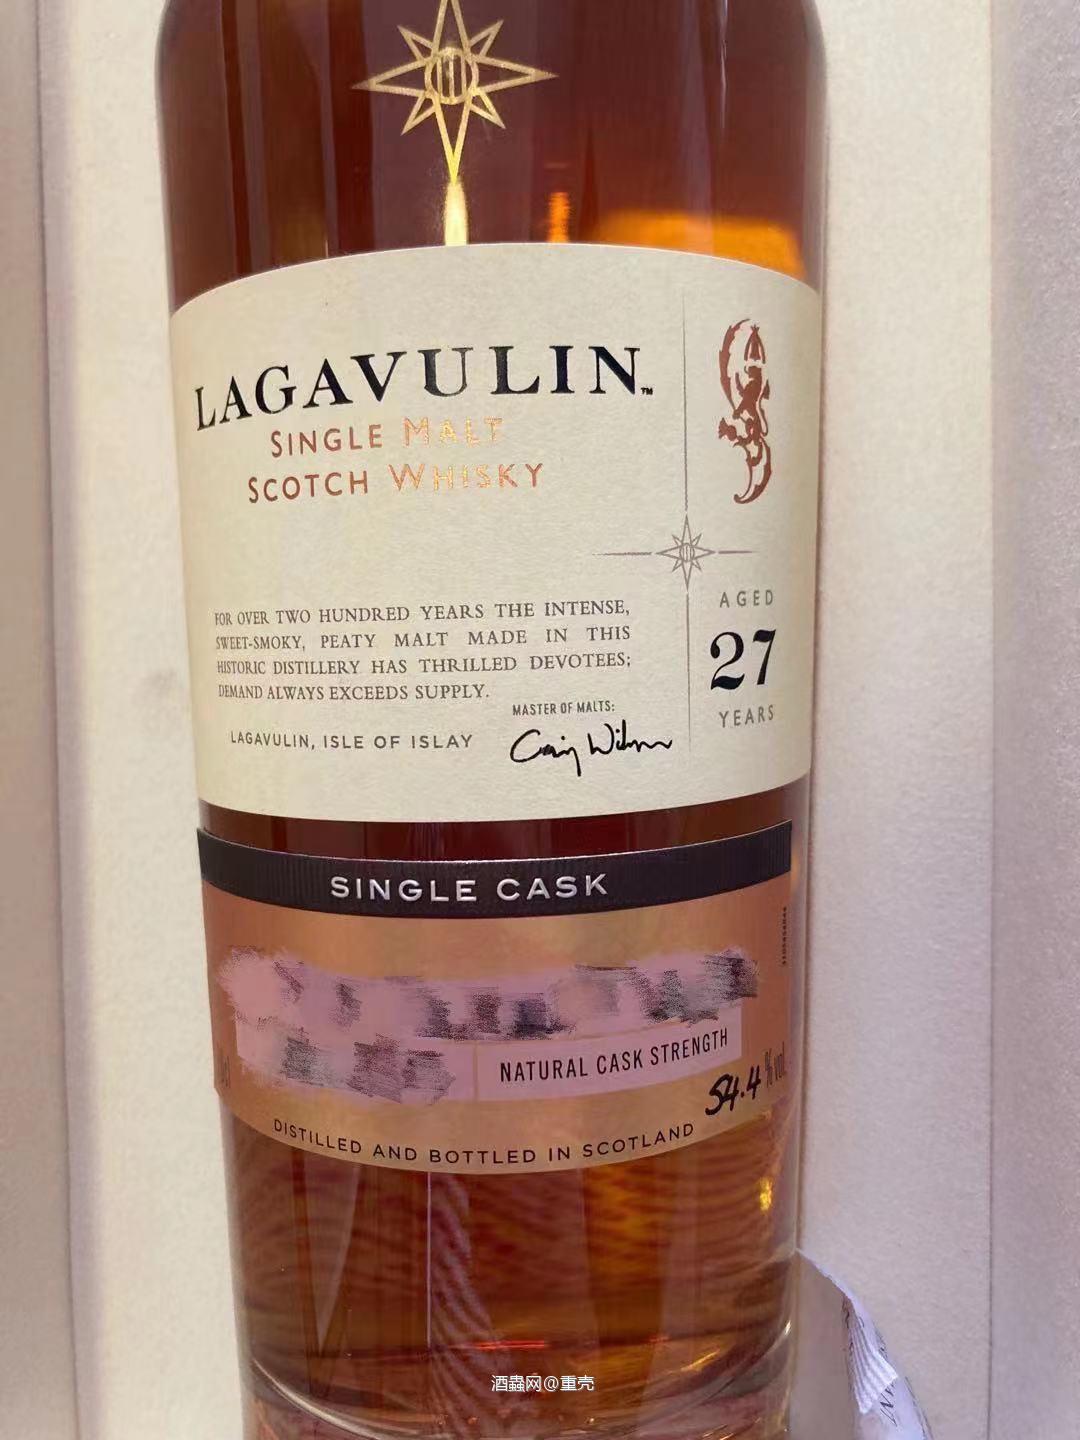 LAGAVULIN™
SINGLE MALT
SCOTCH WHISKY
FOR OVER TWO HUNDRED YEARS THE INTENSE,
SWEET-SMOKY, PEATY MALT MADE IN THIS
HISTORIC DISTILLERY HAS THRILLED DEVOTEES;
DEMAND ALWAYS EXCEEDS SUPPLY.
MASTER OF MALTS:
LAGAVULIN, ISLE OF ISLAY
AGED
27
YEARS
SINGLE CASK
NATURAL CASK STRENGTH
54.4 % vol.
DISTILLED AND BOTTLED IN SCOTLAND
酒蟲网@重壳